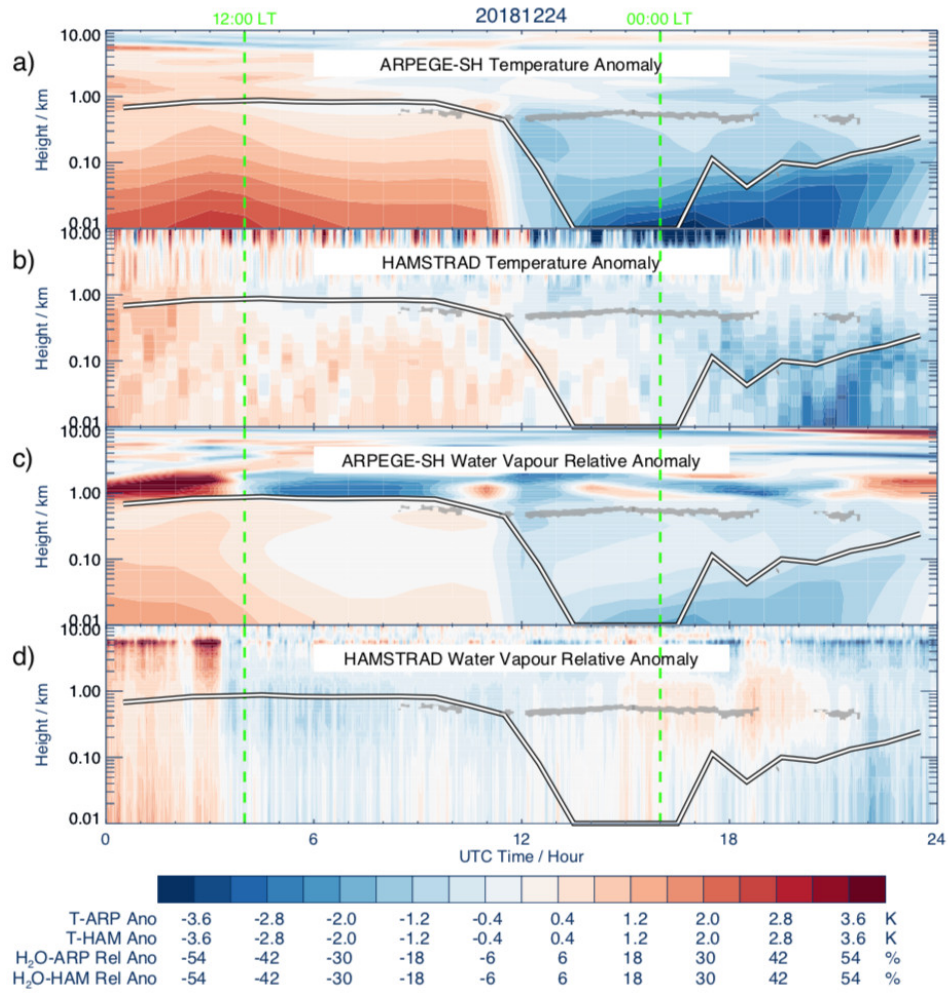 12:00 LT 20181224 00:00 LT
a) 10.00 ARPEGE-SH Temperature Anomaly
1.00
Height / km
0.10
0.01
b) 10.00 HAMSTRAD Temperature Anomaly
1.00
Height / km
0.10
0.01
c) 10.00 ARPEGE-SH Water Vapour Relative Anomaly
1.00
Height / km
0.10
0.01
d) 10.00 HAMSTRAD Water Vapour Relative Anomaly
1.00
Height / km
0.10
0.01
0 6 12 18 24
UTC Time / Hour
T-ARP Ano -3.6 -2.8 -2.0 -1.2 -0.4 0.4 1.2 2.0 2.8 3.6 K
T-HAM Ano -3.6 -2.8 -2.0 -1.2 -0.4 0.4 1.2 2.0 2.8 3.6 K
H₂O-ARP Rel Ano -54 -42 -30 -18 -6 6 18 30 42 54 %
H₂O-HAM Rel Ano -54 -42 -30 -18 -6 6 18 30 42 54 %